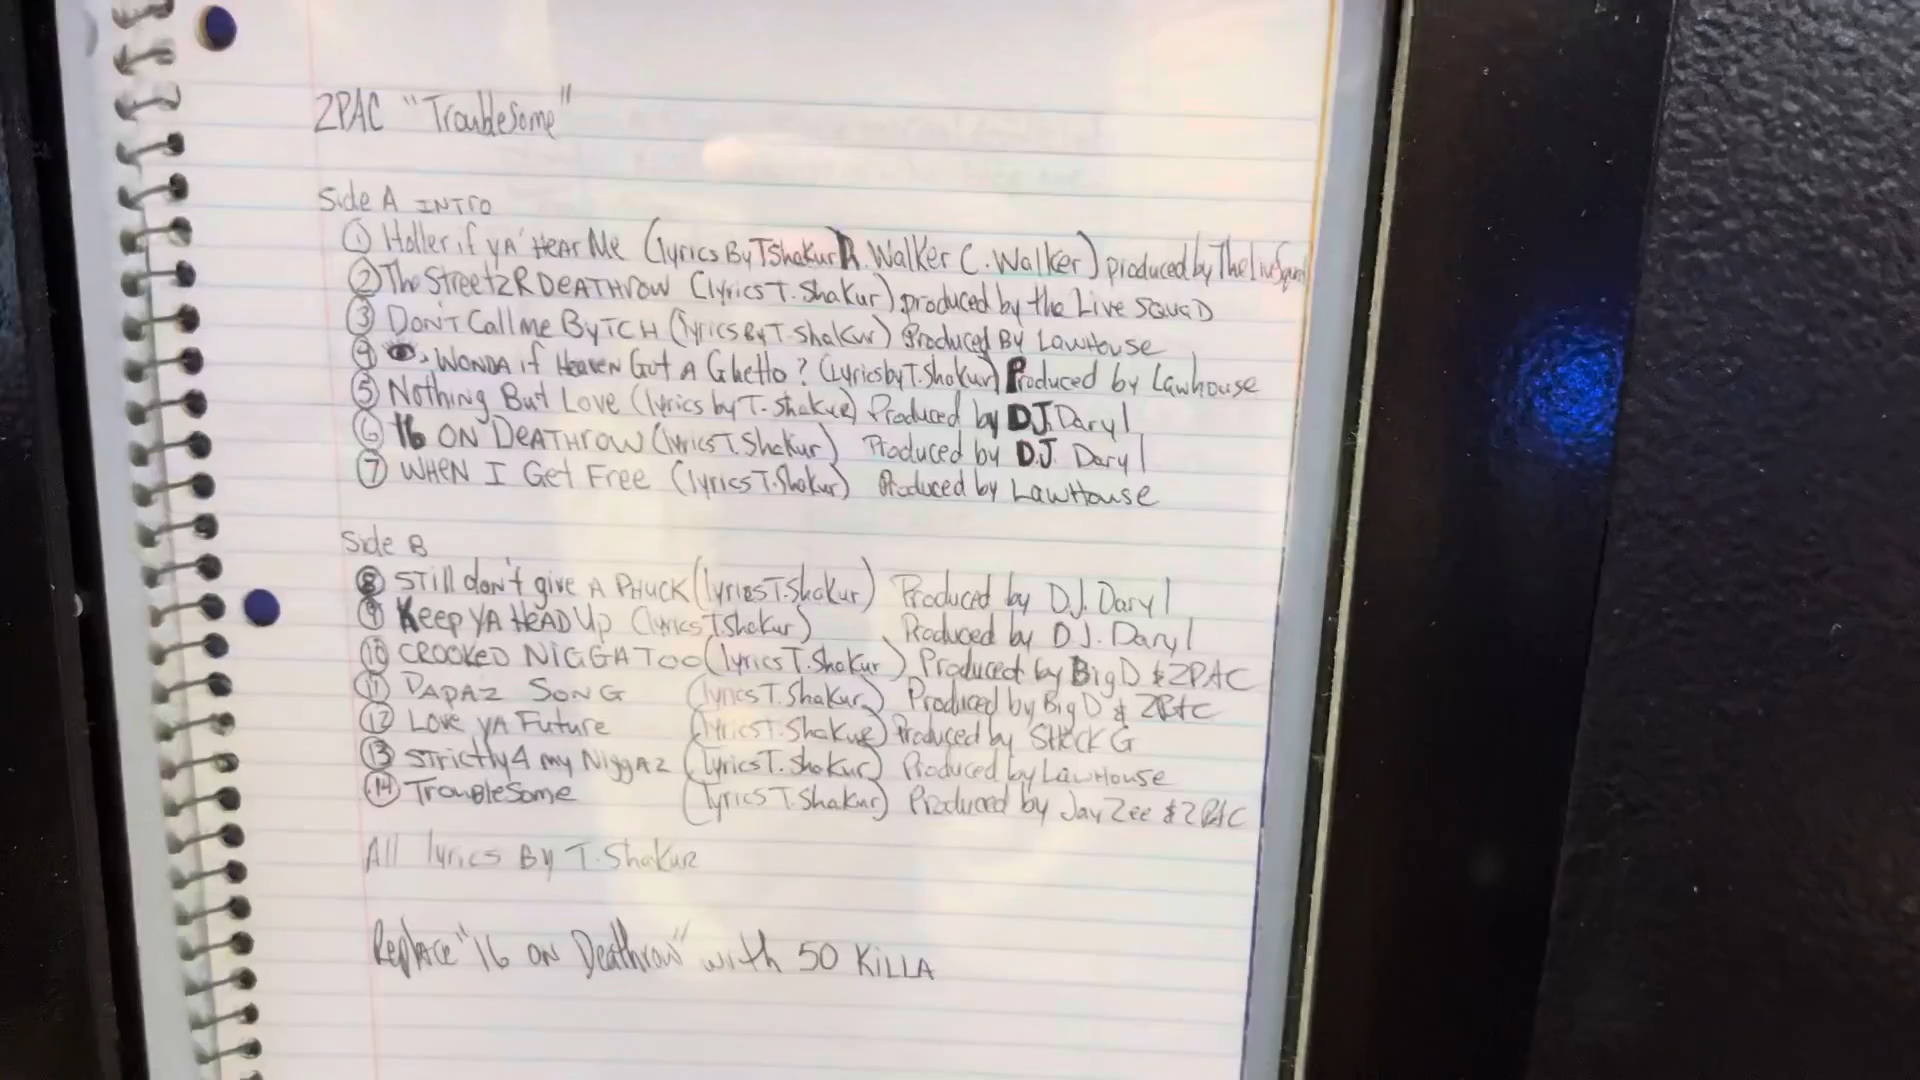 2PAC "Troublesome"
Side A INTRO
① Holler if YA' HEAR Me (lyrics By T Shakur R. Walker C. Walker) produced by The Live Squad
② The StreetzR DEATHROW (lyrics T. Shakur) produced by the Live SQUAD
③ DON'T Call me BYTCH (lyrics By T. Shakur) Produced By LawHouse
④ WONDA if HEAVEN Got A Ghetto? (Lyrics by T. Shakur) Produced by Lawhouse
⑤ Nothing But Love (lyrics by T. Shakur) Produced by D.J. Daryl
⑥ 16 ON DEATHROW (lyrics T. Shakur) Produced by D.J. Daryl
⑦ WHEN I Get Free (lyrics T. Shakur) Produced by LawHouse
Side B
⑧ STill don't give A PHUCK (lyrics T. Shakur) Produced by D.J. Daryl
⑨ Keep YA HEAD Up (lyrics T. Shakur) Produced by D.J. Daryl
⑩ CROOKED NIGGA TOO (lyrics T. Shakur) Produced by Big D & 2PAC
⑪ PAPAZ SONG (lyrics T. Shakur) Produced by Big D & 2PAC
⑫ Love YA Future (lyrics T. Shakur) Produced by SHOCK G
⑬ STrictly 4 my Niggaz (lyrics T. Shakur) Produced by LawHouse
⑭ TrouBleSome (lyrics T. Shakur) Produced by Jay Zee & 2PAC
All lyrics By T. Shakur
Replace "16 on Deathrow" with 50 KiLLA